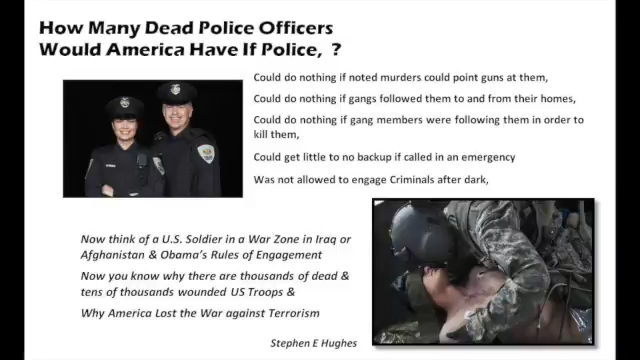 How Many Dead Police Officers
Would America Have If Police,  ?
Could do nothing if noted murders could point guns at them,
Could do nothing if gangs followed them to and from their homes,
Could do nothing if gang members were following them in order to
kill them,
Could get little to no backup if called in an emergency
Was not allowed to engage Criminals after dark,
Now think of a U.S. Soldier in a War Zone in Iraq or
Afghanistan & Obama's Rules of Engagement
Now you know why there are thousands of dead &
tens of thousands wounded US Troops &
Why America Lost the War against Terrorism
Stephen E Hughes